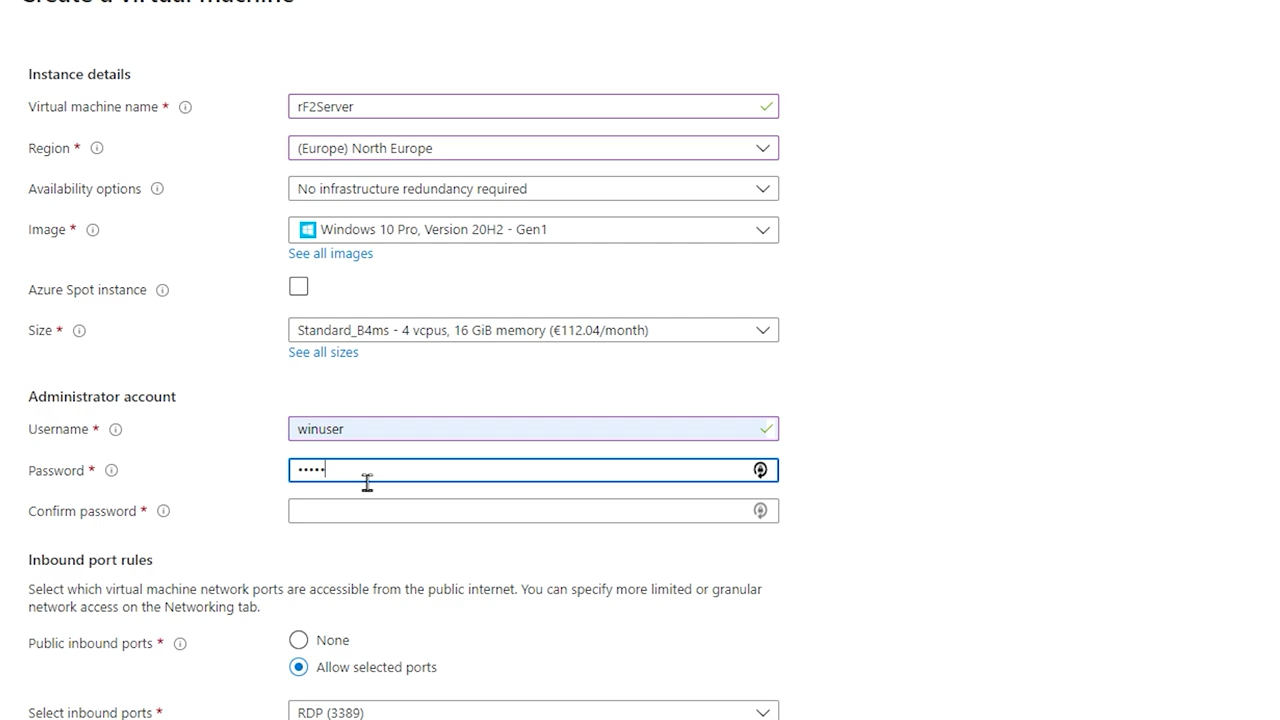 Create a virtual machine
Instance details
Virtual machine name *
rF2Server
Region *
(Europe) North Europe
Availability options
No infrastructure redundancy required
Image *
Windows 10 Pro, Version 20H2 - Gen1
See all images
Azure Spot instance
Size *
Standard_B4ms - 4 vcpus, 16 GiB memory (€112.04/month)
See all sizes
Administrator account
Username *
winuser
Password *
•••••
Confirm password *
Inbound port rules
Select which virtual machine network ports are accessible from the public internet. You can specify more limited or granular
network access on the Networking tab.
Public inbound ports *
None
Allow selected ports
Select inbound ports *
RDP (3389)